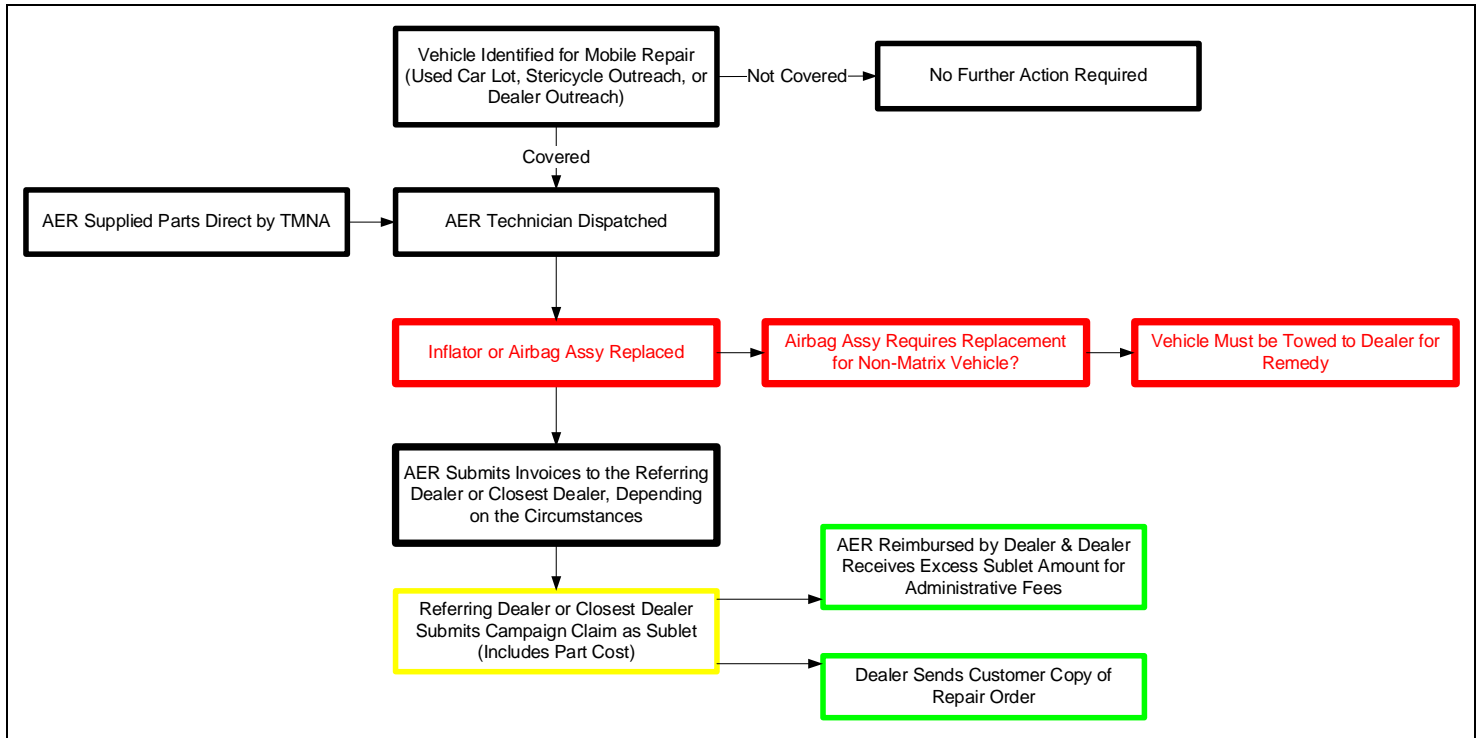 Vehicle Identified for Mobile Repair
(Used Car Lot, Stericycle Outreach, or
Dealer Outreach)
Not Covered
No Further Action Required
Covered
AER Supplied Parts Direct by TMNA
AER Technician Dispatched
Inflator or Airbag Assy Replaced
Airbag Assy Requires Replacement
for Non-Matrix Vehicle?
Vehicle Must be Towed to Dealer for
Remedy
AER Submits Invoices to the Referring
Dealer or Closest Dealer, Depending
on the Circumstances
AER Reimbursed by Dealer & Dealer
Receives Excess Sublet Amount for
Administrative Fees
Referring Dealer or Closest Dealer
Submits Campaign Claim as Sublet
(Includes Part Cost)
Dealer Sends Customer Copy of
Repair Order